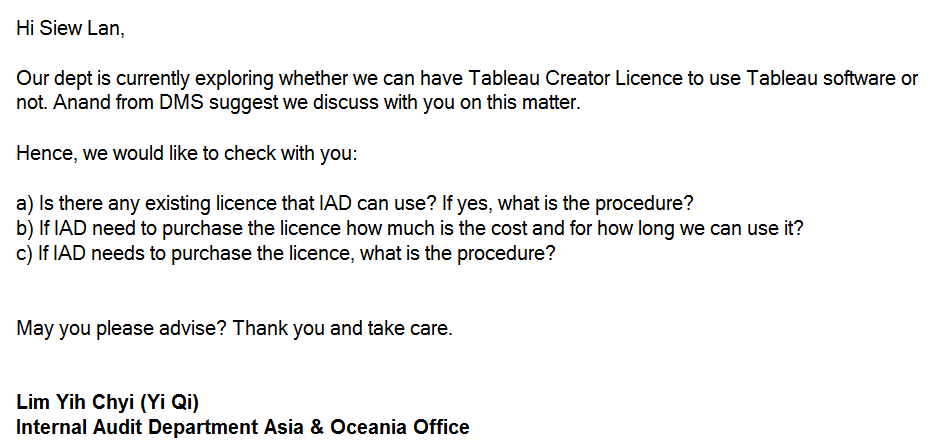 Hi Siew Lan,
Our dept is currently exploring whether we can have Tableau Creator Licence to use Tableau software or
not. Anand from DMS suggest we discuss with you on this matter.
Hence, we would like to check with you:
a) Is there any existing licence that IAD can use? If yes, what is the procedure?
b) If IAD need to purchase the licence how much is the cost and for how long we can use it?
c) If IAD needs to purchase the licence, what is the procedure?
May you please advise? Thank you and take care.
Lim Yih Chyi (Yi Qi)
Internal Audit Department Asia & Oceania Office